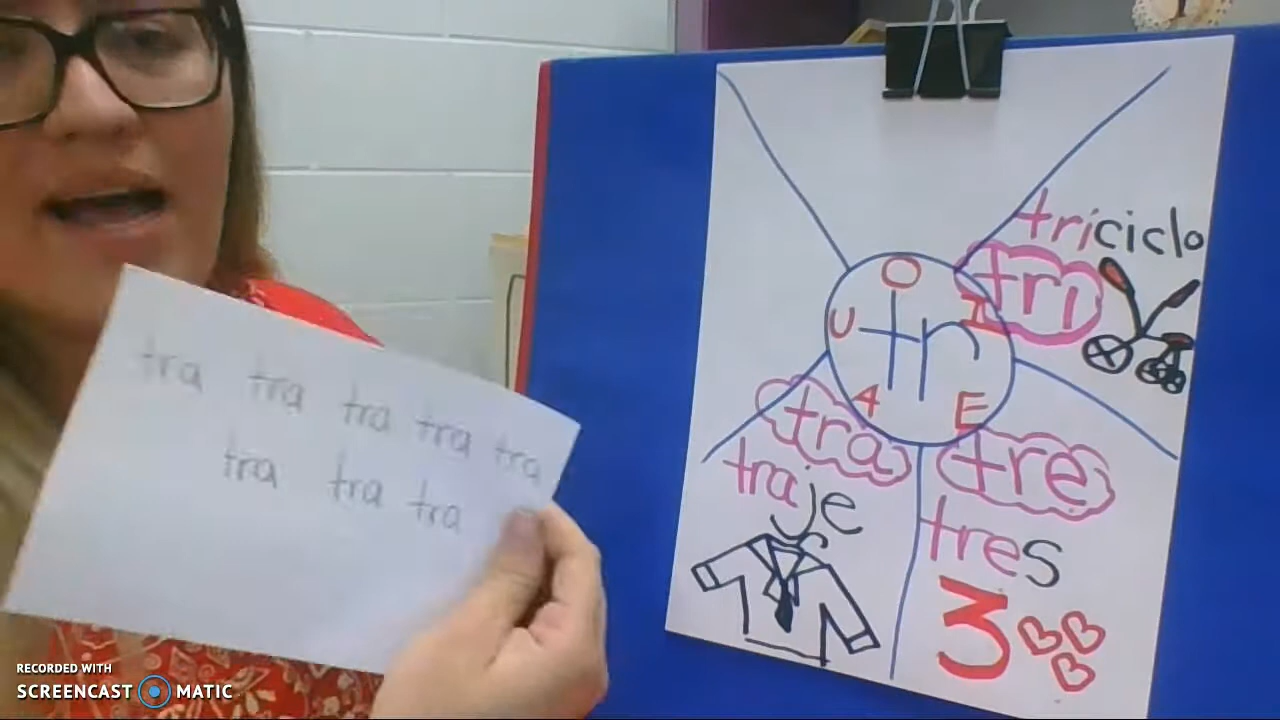 tra tra tra tra tra
tra tra tra
triciclo
tri
O
I
U
tr
A
E
tra
traje
tre
tres
3
RECORDED WITH
SCREENCAST MATIC